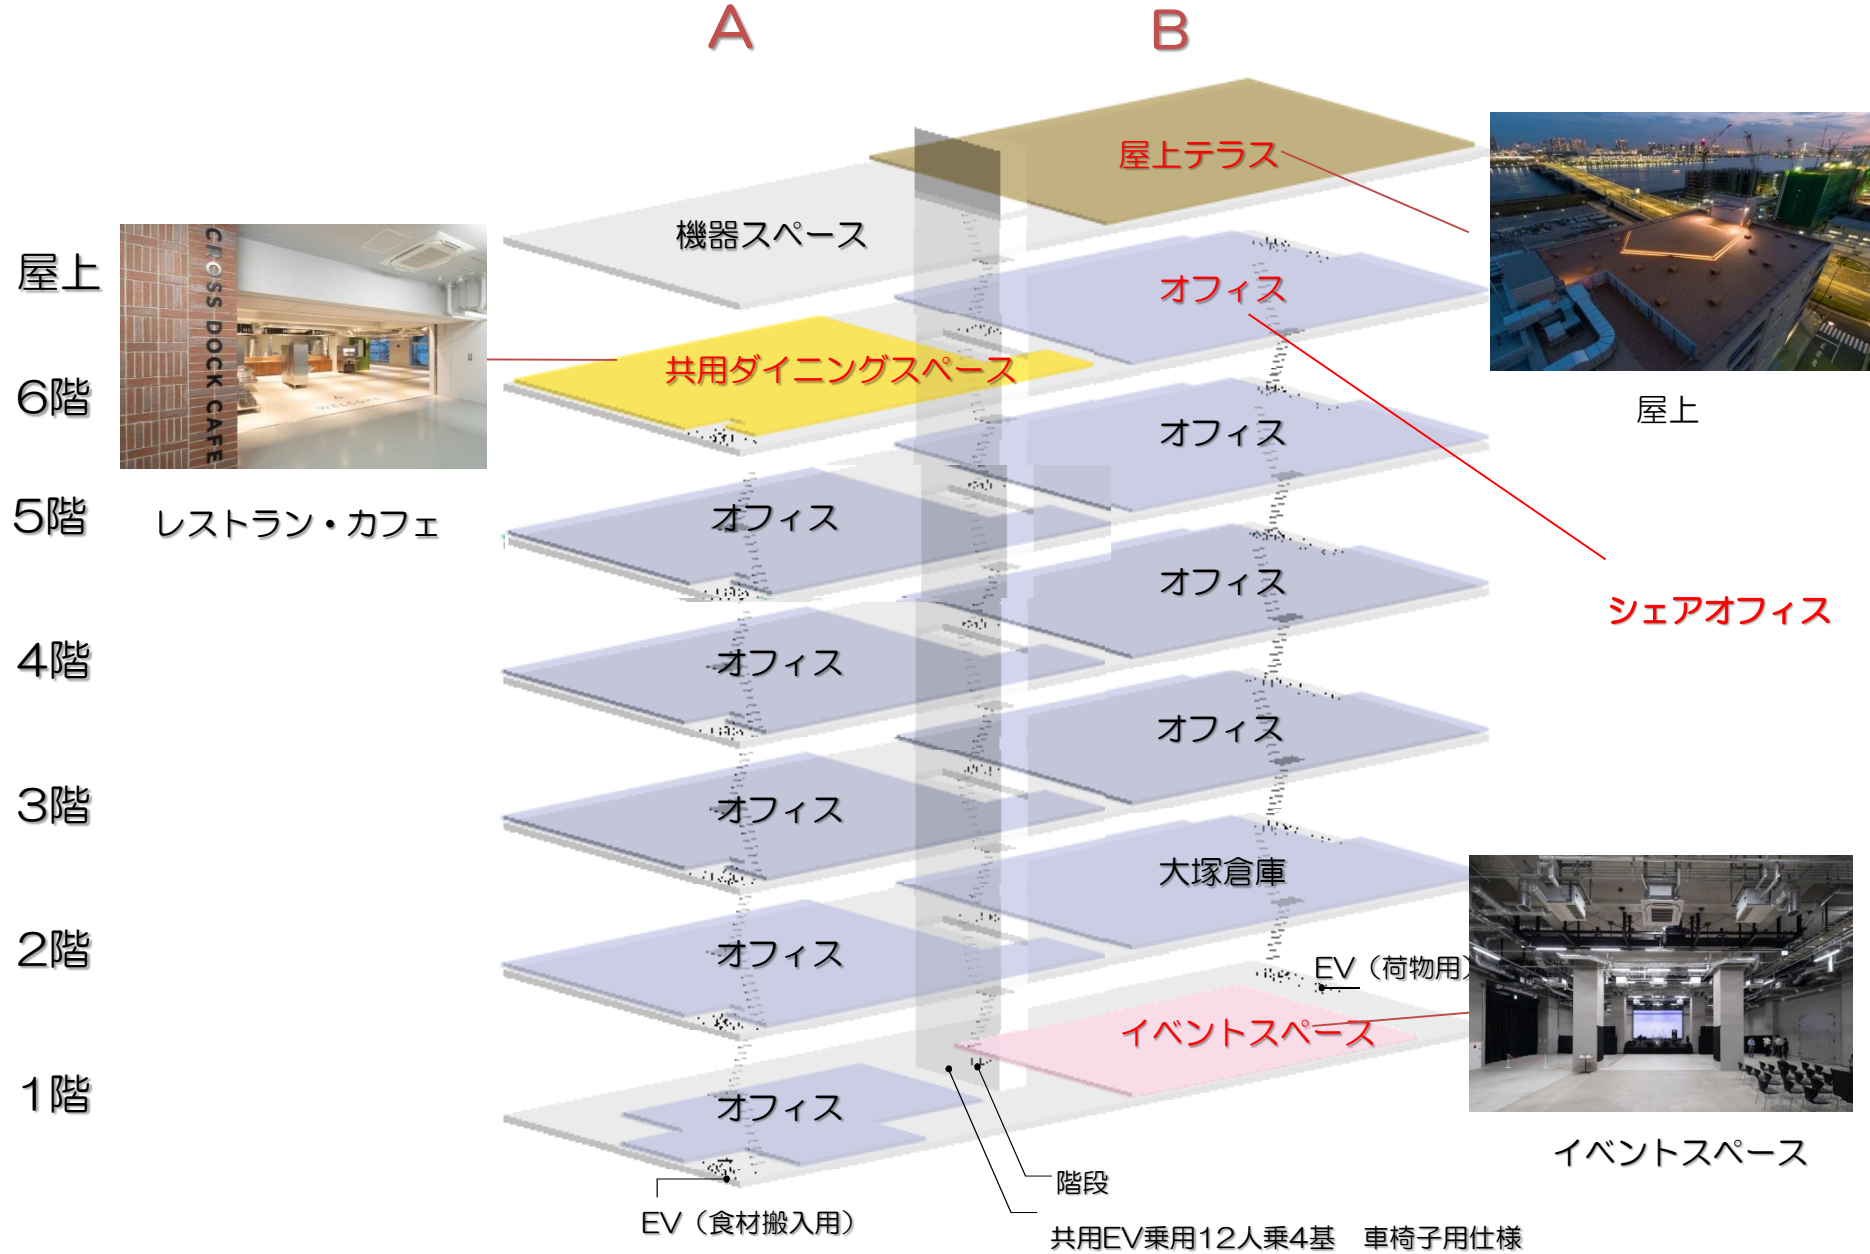 A
B
屋上テラス
機器スペース
屋上
オフィス
CROSS DOCK CAFE
WELCOME
共用ダイニングスペース
6階
屋上
オフィス
5階
レストラン・カフェ
オフィス
オフィス
シェアオフィス
4階
オフィス
オフィス
3階
オフィス
大塚倉庫
2階
オフィス
EV（荷物用）
イベントスペース
1階
オフィス
イベントスペース
階段
EV（食材搬入用）
共用EV乗用12人乗4基　車椅子用仕様